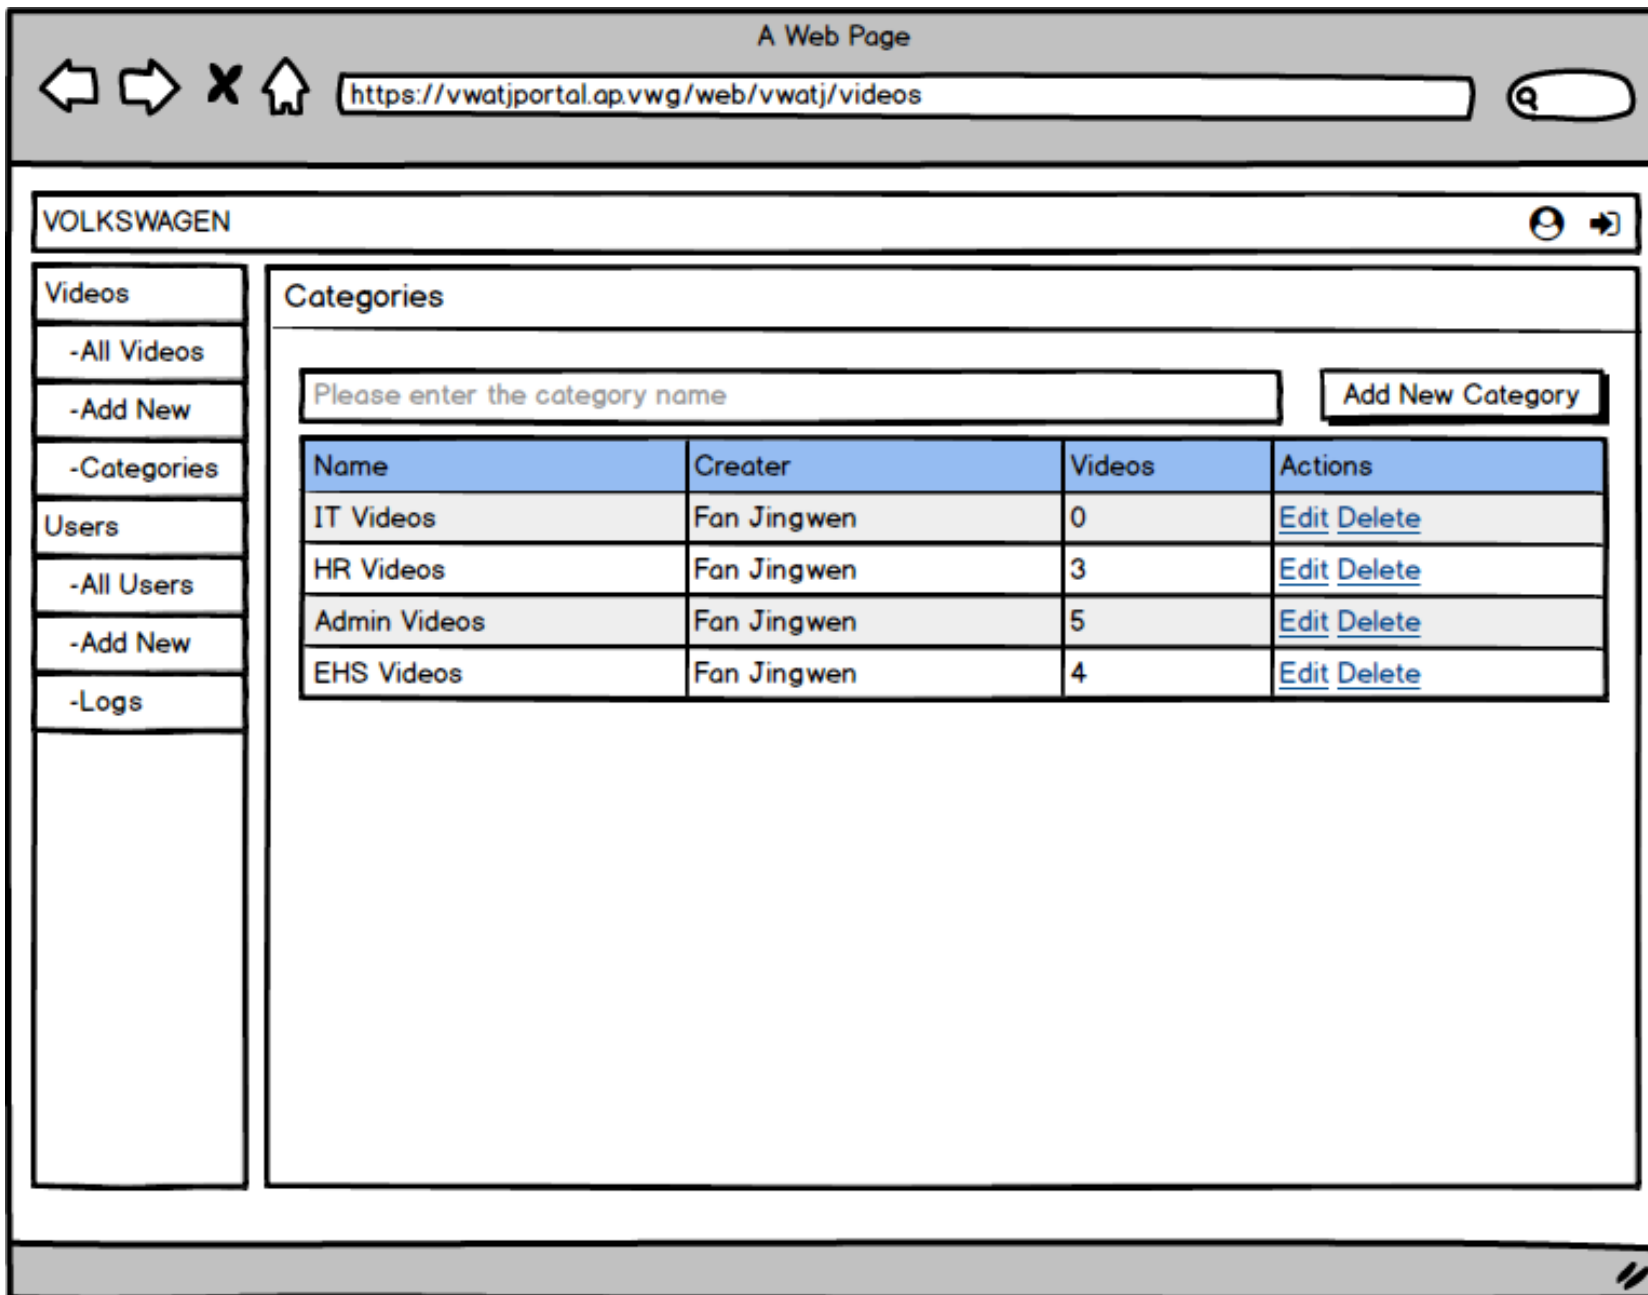 A Web Page
https://vwatjportal.ap.vwg/web/vwatj/videos
VOLKSWAGEN
Videos
-All Videos
-Add New
-Categories
Users
-All Users
-Add New
-Logs
Categories
Please enter the category name
Add New Category
Name Creater Videos Actions
IT Videos Fan Jingwen 0 Edit Delete
HR Videos Fan Jingwen 3 Edit Delete
Admin Videos Fan Jingwen 5 Edit Delete
EHS Videos Fan Jingwen 4 Edit Delete